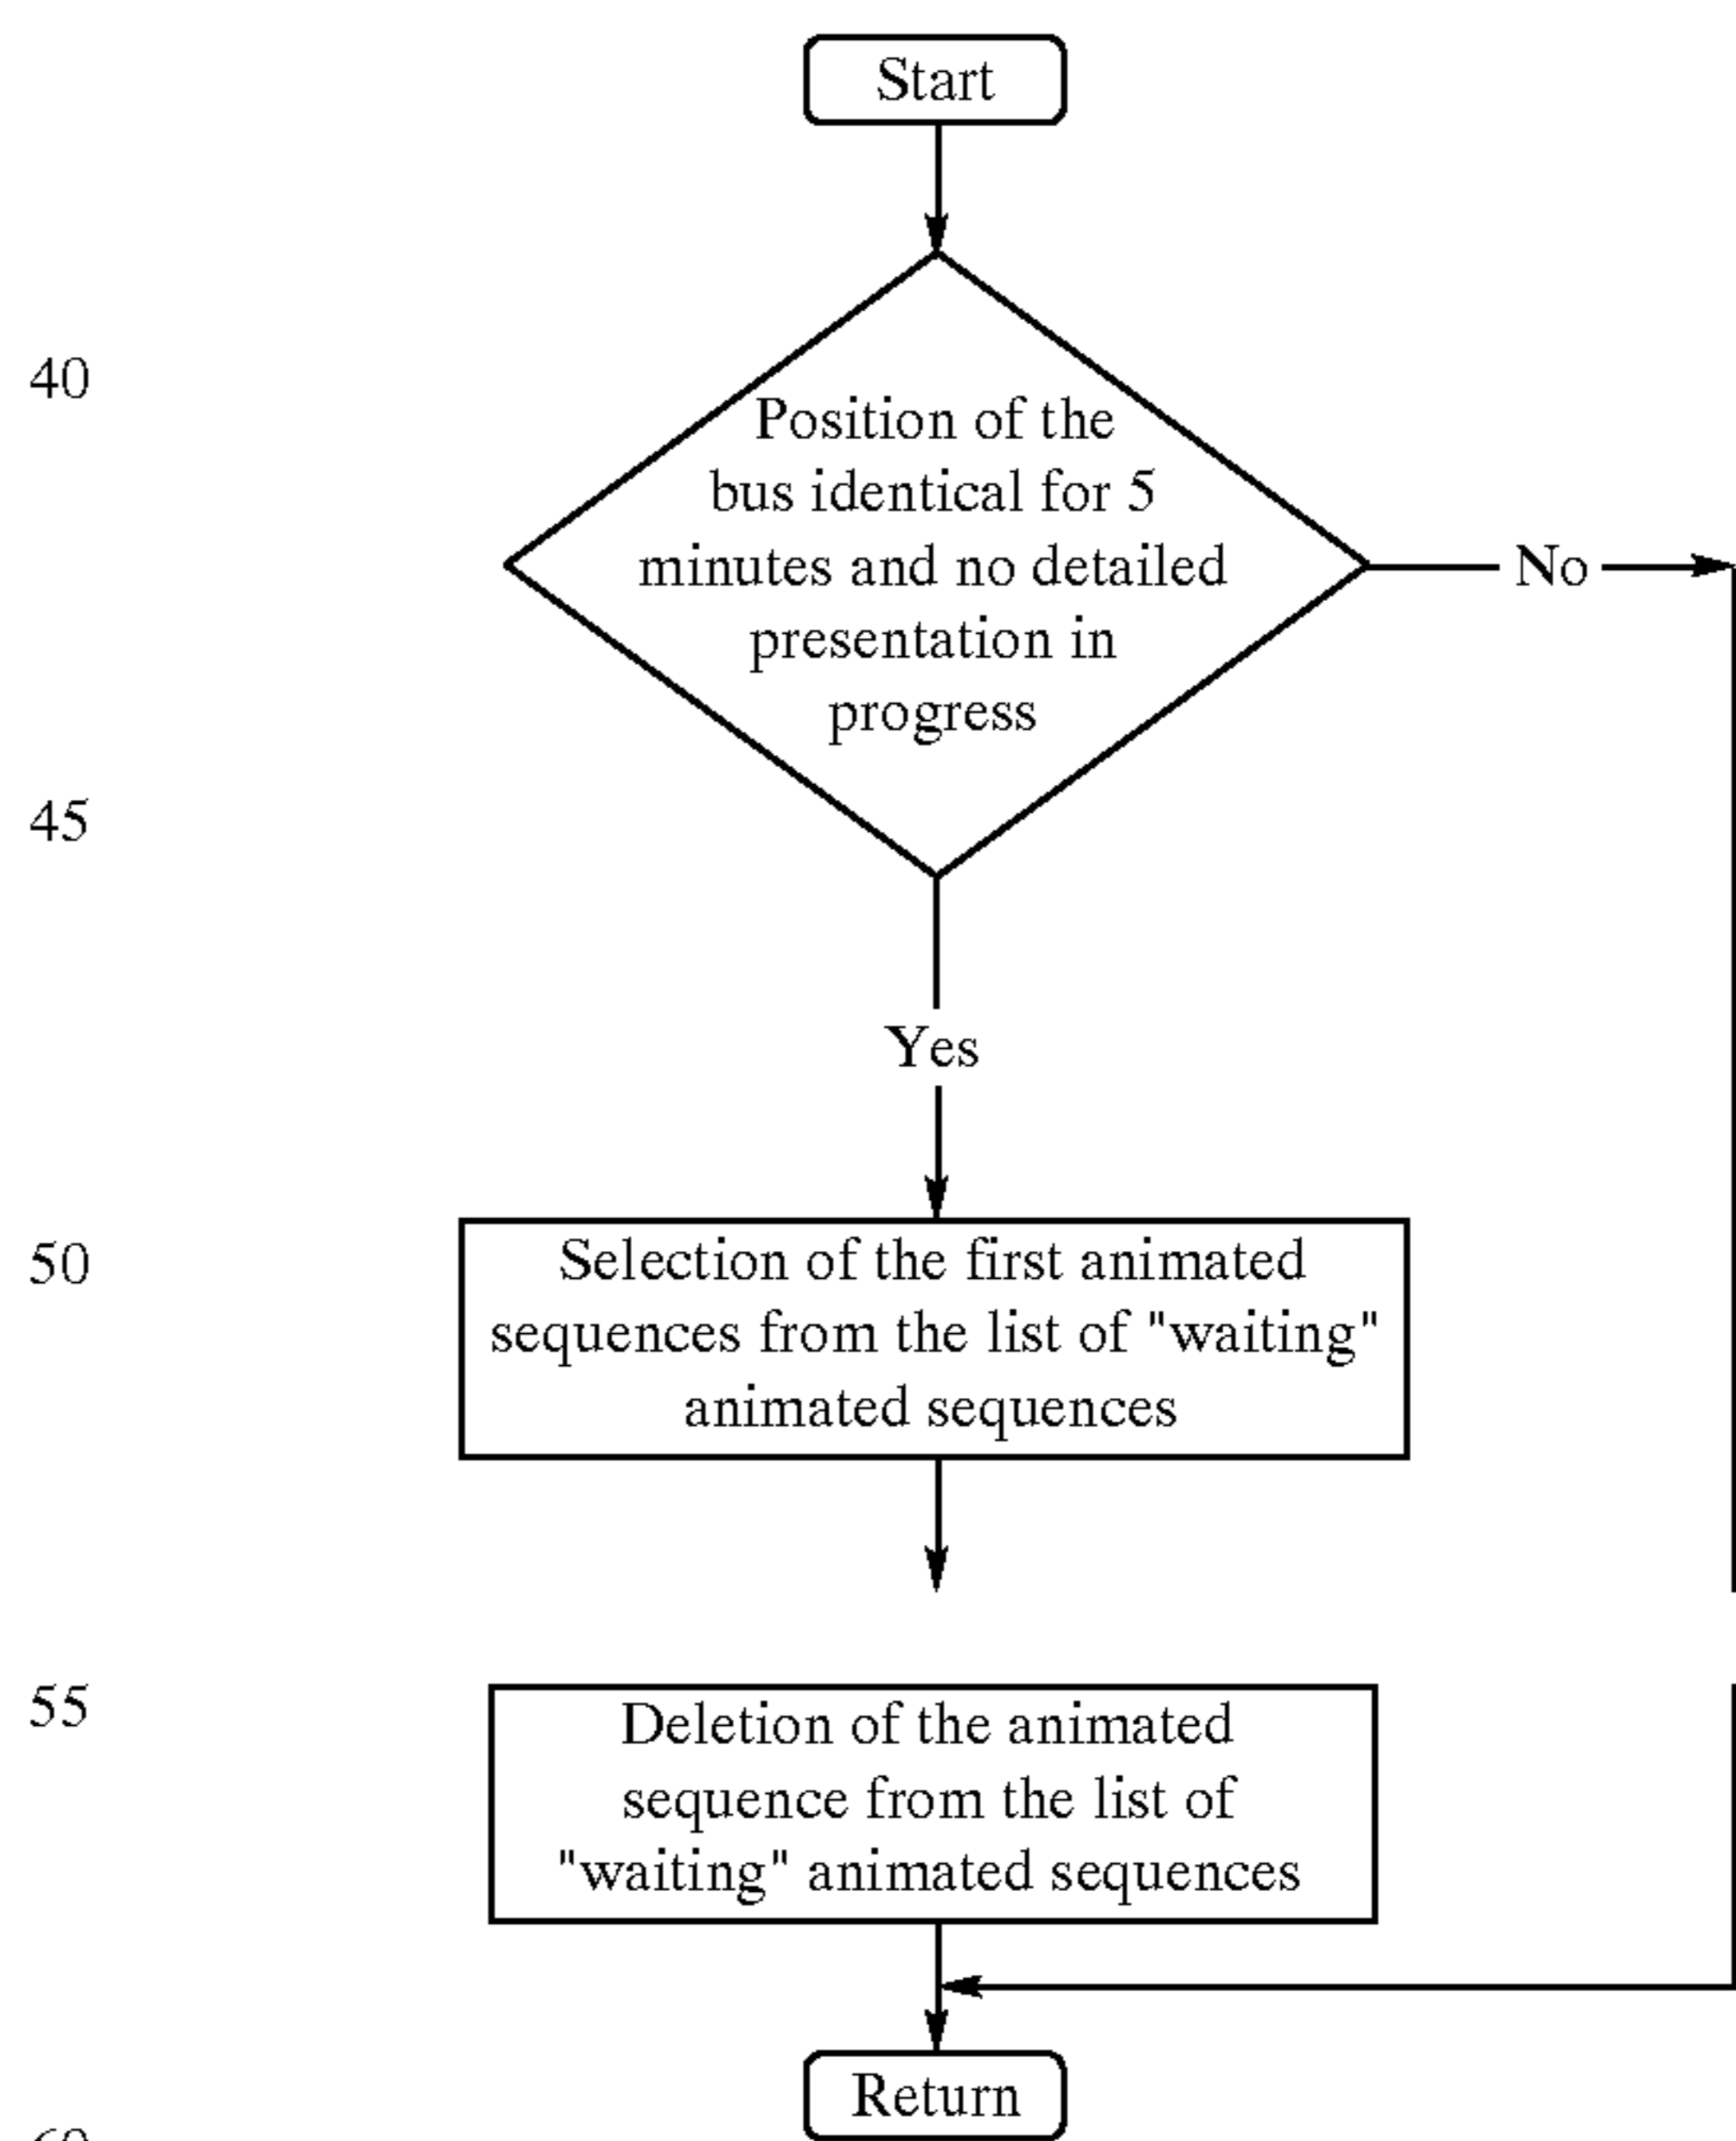 Start
40
Position of the
bus identical for 5
minutes and no detailed
presentation in
progress
No
45
Yes
50
Selection of the first animated
sequences from the list of "waiting"
animated sequences
55
Deletion of the animated
sequence from the list of
"waiting" animated sequences
Return